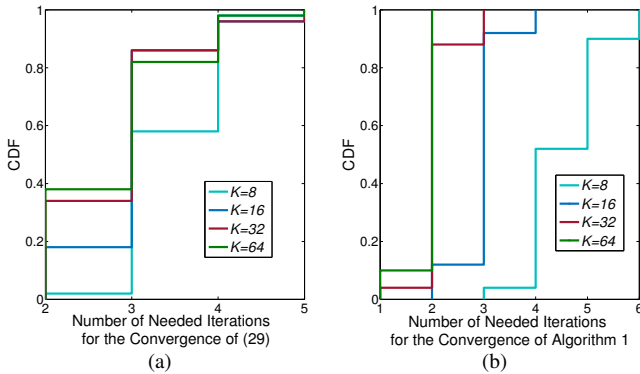 1
0.8
0.6
0.4
0.2
0
CDF
K=8
K=16
K=32
K=64
2 3 4 5
Number of Needed Iterations
for the Convergence of (29)
(a)
1
0.8
0.6
0.4
0.2
0
CDF
K=8
K=16
K=32
K=64
1 2 3 4 5 6
Number of Needed Iterations
for the Convergence of Algorithm 1
(b)